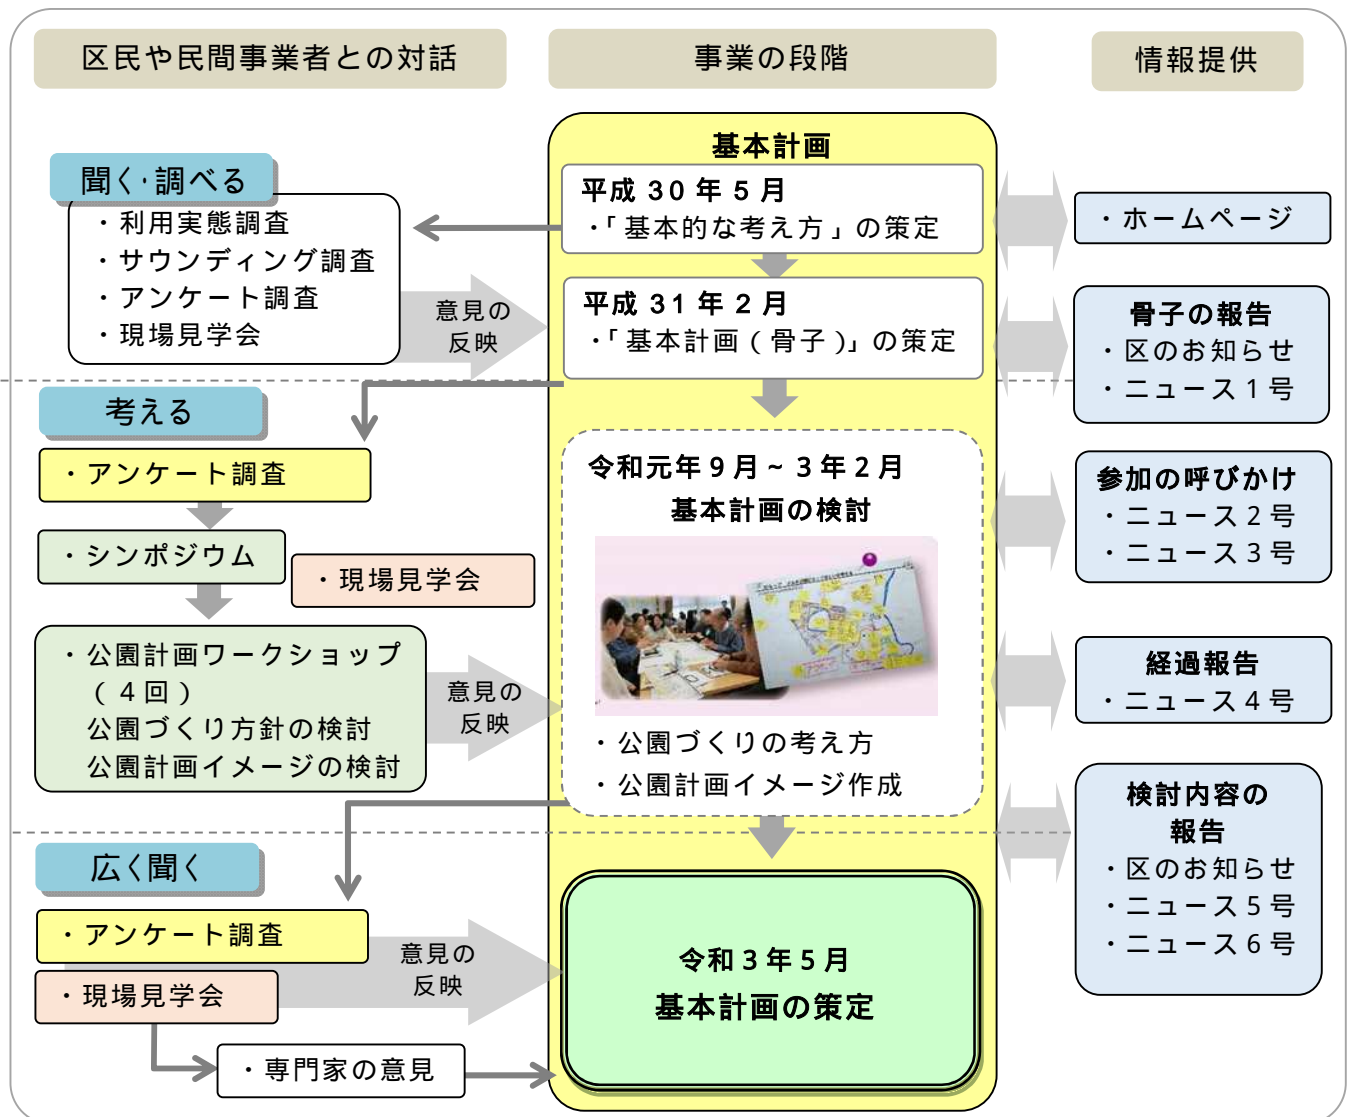 区民や民間事業者との対話
事業の段階
情報提供
基本計画
聞く・調べる
・利用実態調査
・サウンディング調査
・アンケート調査
・現場見学会
意見の
反映
平成30年5月
・「基本的な考え方」の策定
平成31年2月
・「基本計画(骨子)」の策定
・ホームページ
骨子の報告
・区のお知らせ
・ニュース1号
考える
・アンケート調査
・シンポジウム
・現場見学会
・公園計画ワークショップ
(4回)
公園づくり方針の検討
公園計画イメージの検討
意見の
反映
令和元年9月~3年2月
基本計画の検討
・公園づくりの考え方
・公園計画イメージ作成
参加の呼びかけ
・ニュース2号
・ニュース3号
経過報告
・ニュース4号
検討内容の
報告
・区のお知らせ
・ニュース5号
・ニュース6号
広く聞く
・アンケート調査
・現場見学会
意見の
反映
・専門家の意見
令和3年5月
基本計画の策定